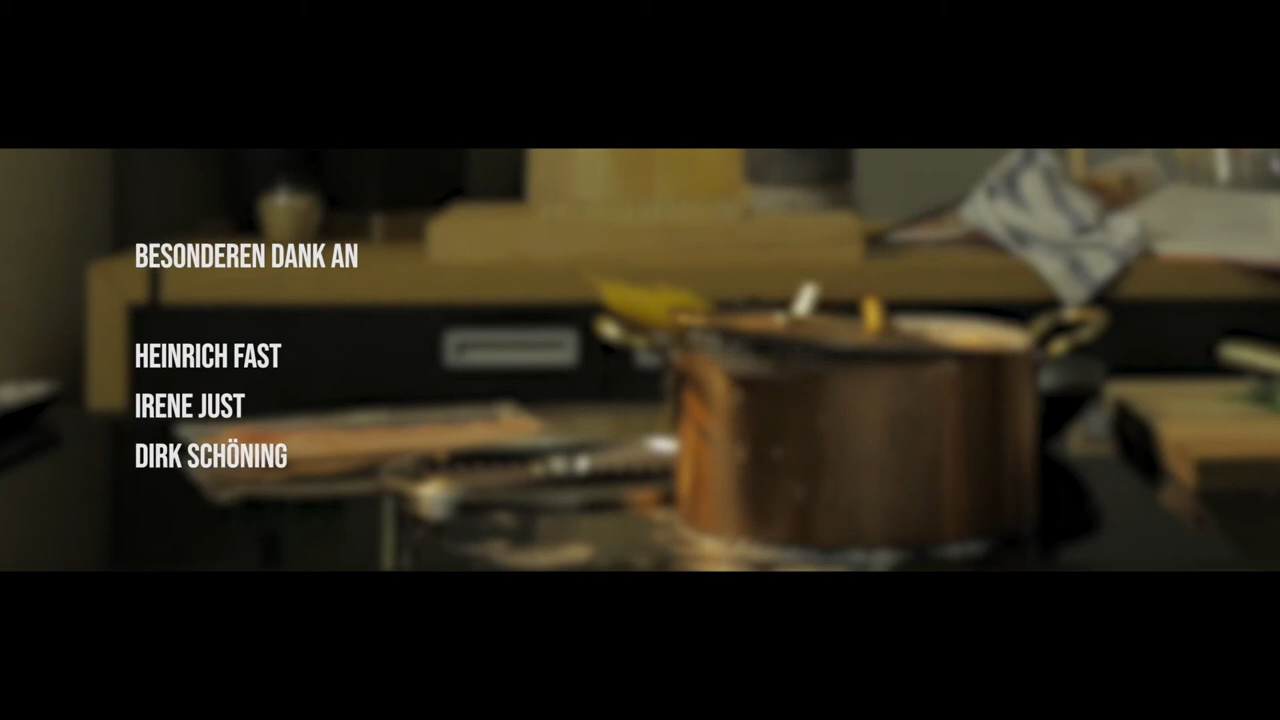 BESONDEREN DANK AN
HEINRICH FAST
IRENE JUST
DIRK SCHÖNING